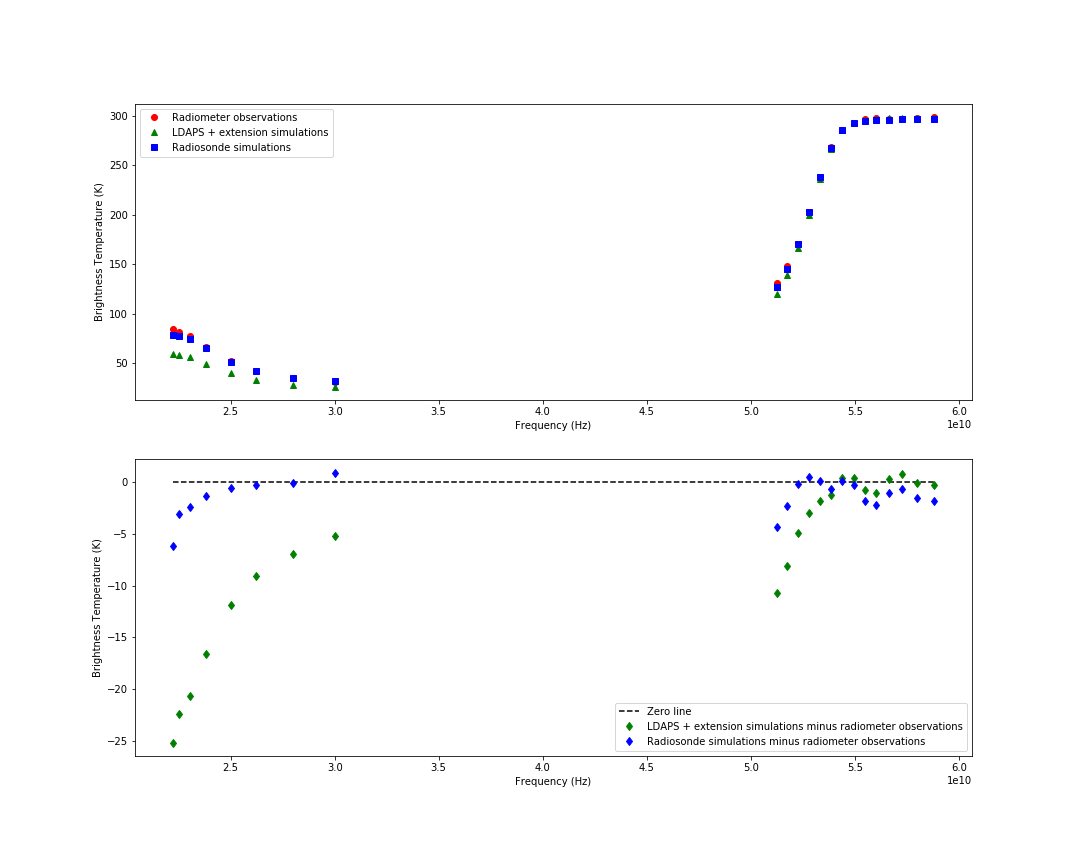 Radiometer observations
LDAPS + extension simulations
Radiosonde simulations
300
250
200
150
100
50
Brightness Temperature (K)
2.5 3.0 3.5 4.0 4.5 5.0 5.5 6.0
1e10
Frequency (Hz)
0
−5
−10
−15
−20
−25
Brightness Temperature (K)
Zero line
LDAPS + extension simulations minus radiometer observations
Radiosonde simulations minus radiometer observations
2.5 3.0 3.5 4.0 4.5 5.0 5.5 6.0
1e10
Frequency (Hz)